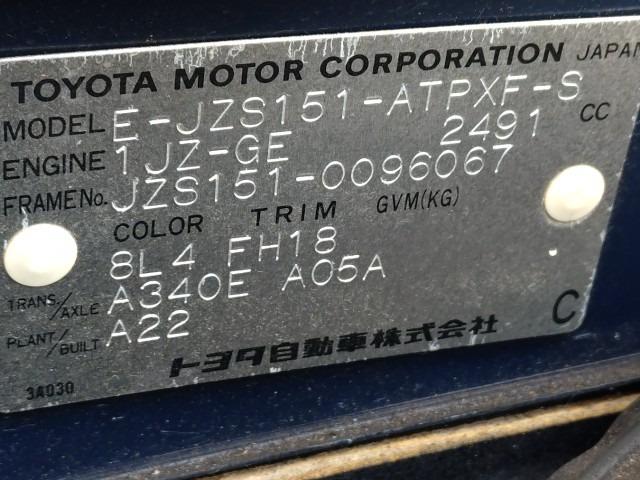 TOYOTA MOTOR CORPORATION JAPAN
MODEL E-JZS151-ATPXF-S
ENGINE 1JZ-GE 2491 CC
FRAME No. JZS151-0096067
COLOR TRIM GVM(KG)
8L4 FH18
TRANS./AXLE A340E A05A
PLANT/BUILT A22
トヨタ自動車株式会社 C
3A030